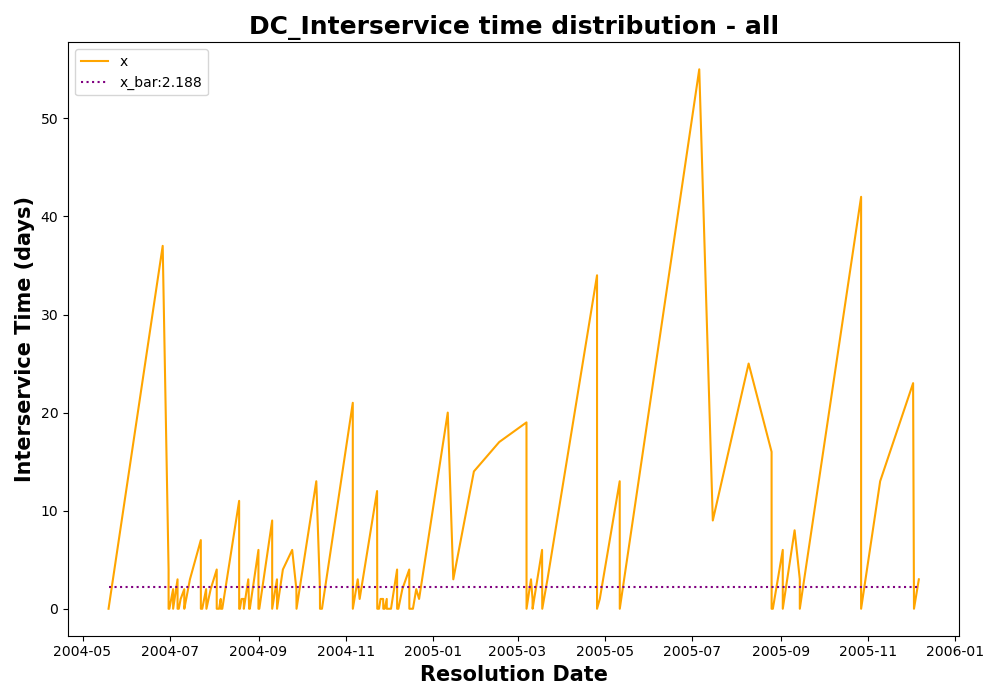 DC_Interservice time distribution - all
x
x_bar:2.188
Interservice Time (days)
50
40
30
20
10
0
2004-05 2004-07 2004-09 2004-11 2005-01 2005-03 2005-05 2005-07 2005-09 2005-11 2006-01
Resolution Date